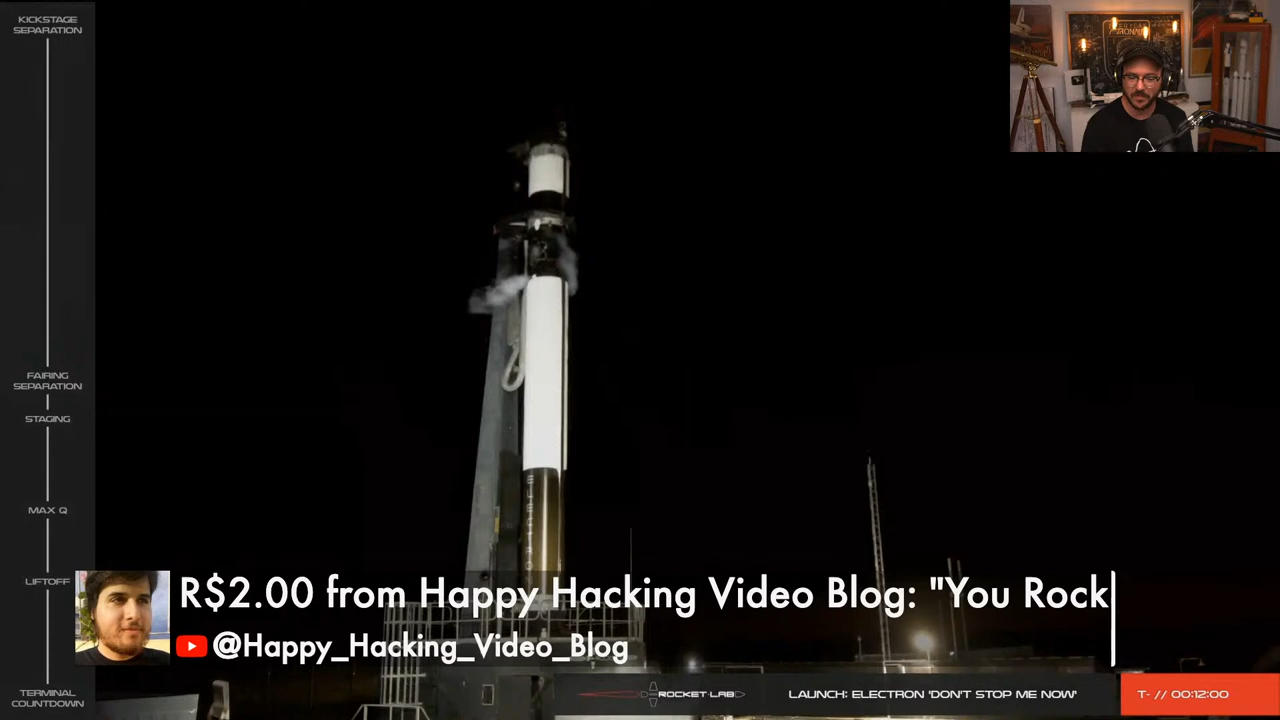 KICKSTAGE
SEPARATION
FAIRING
SEPARATION
STAGING
MAX Q
LIFTOFF
R$2.00 from Happy Hacking Video Blog: "You Rock
@Happy_Hacking_Video_Blog
TERMINAL
COUNTDOWN
ROCKET LAB
LAUNCH: ELECTRON 'DON'T STOP ME NOW'
T- // 00:12:00